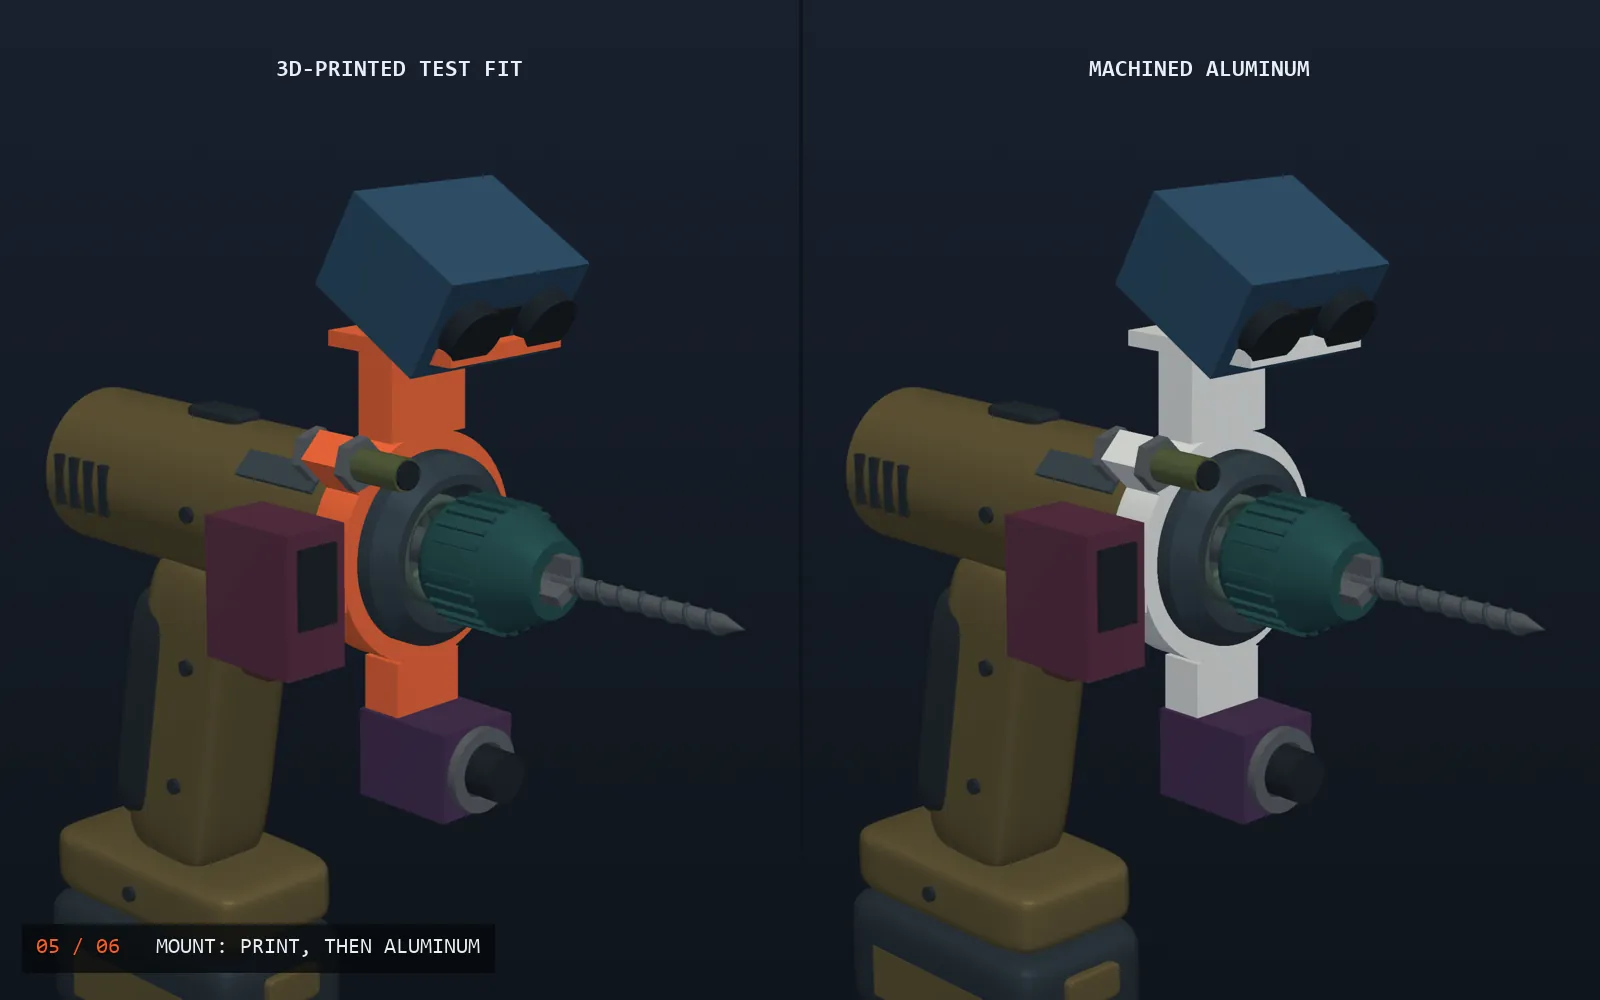 3D-PRINTED TEST FIT
MACHINED ALUMINUM
05 / 06 MOUNT: PRINT, THEN ALUMINUM